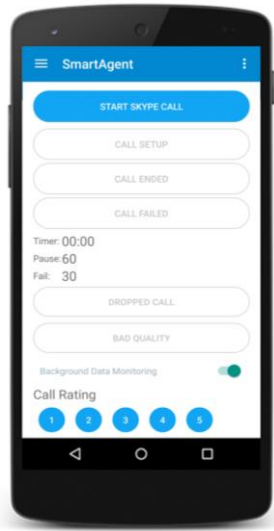 SmartAgent
START SKYPE CALL
CALL SETUP
CALL ENDED
CALL FAILED
Timer: 00:00
Pause: 60
Fail: 30
DROPPED CALL
BAD QUALITY
Background Data Monitoring
Call Rating
1 2 3 4 5